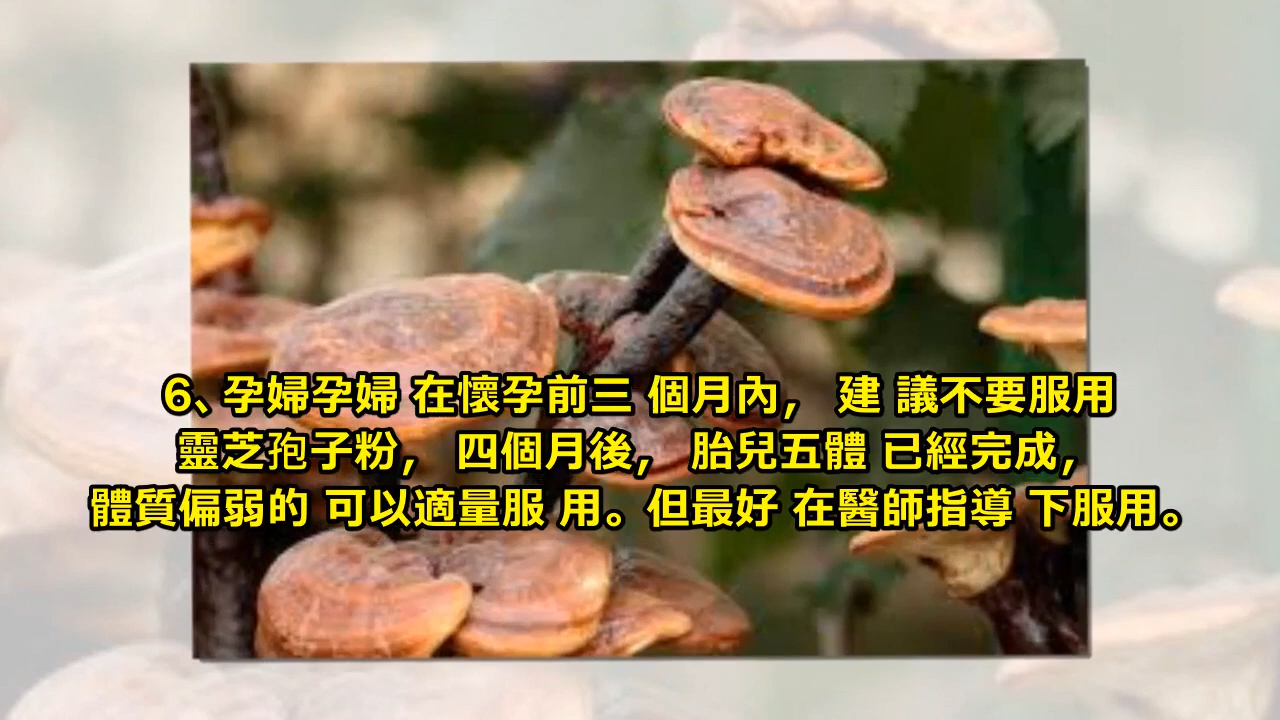 6、孕婦孕婦 在懷孕前三 個月內， 建 議不要服用
靈芝孢子粉， 四個月後， 胎兒五體 已經完成，
體質偏弱的 可以適量服 用。但最好 在醫師指導 下服用。